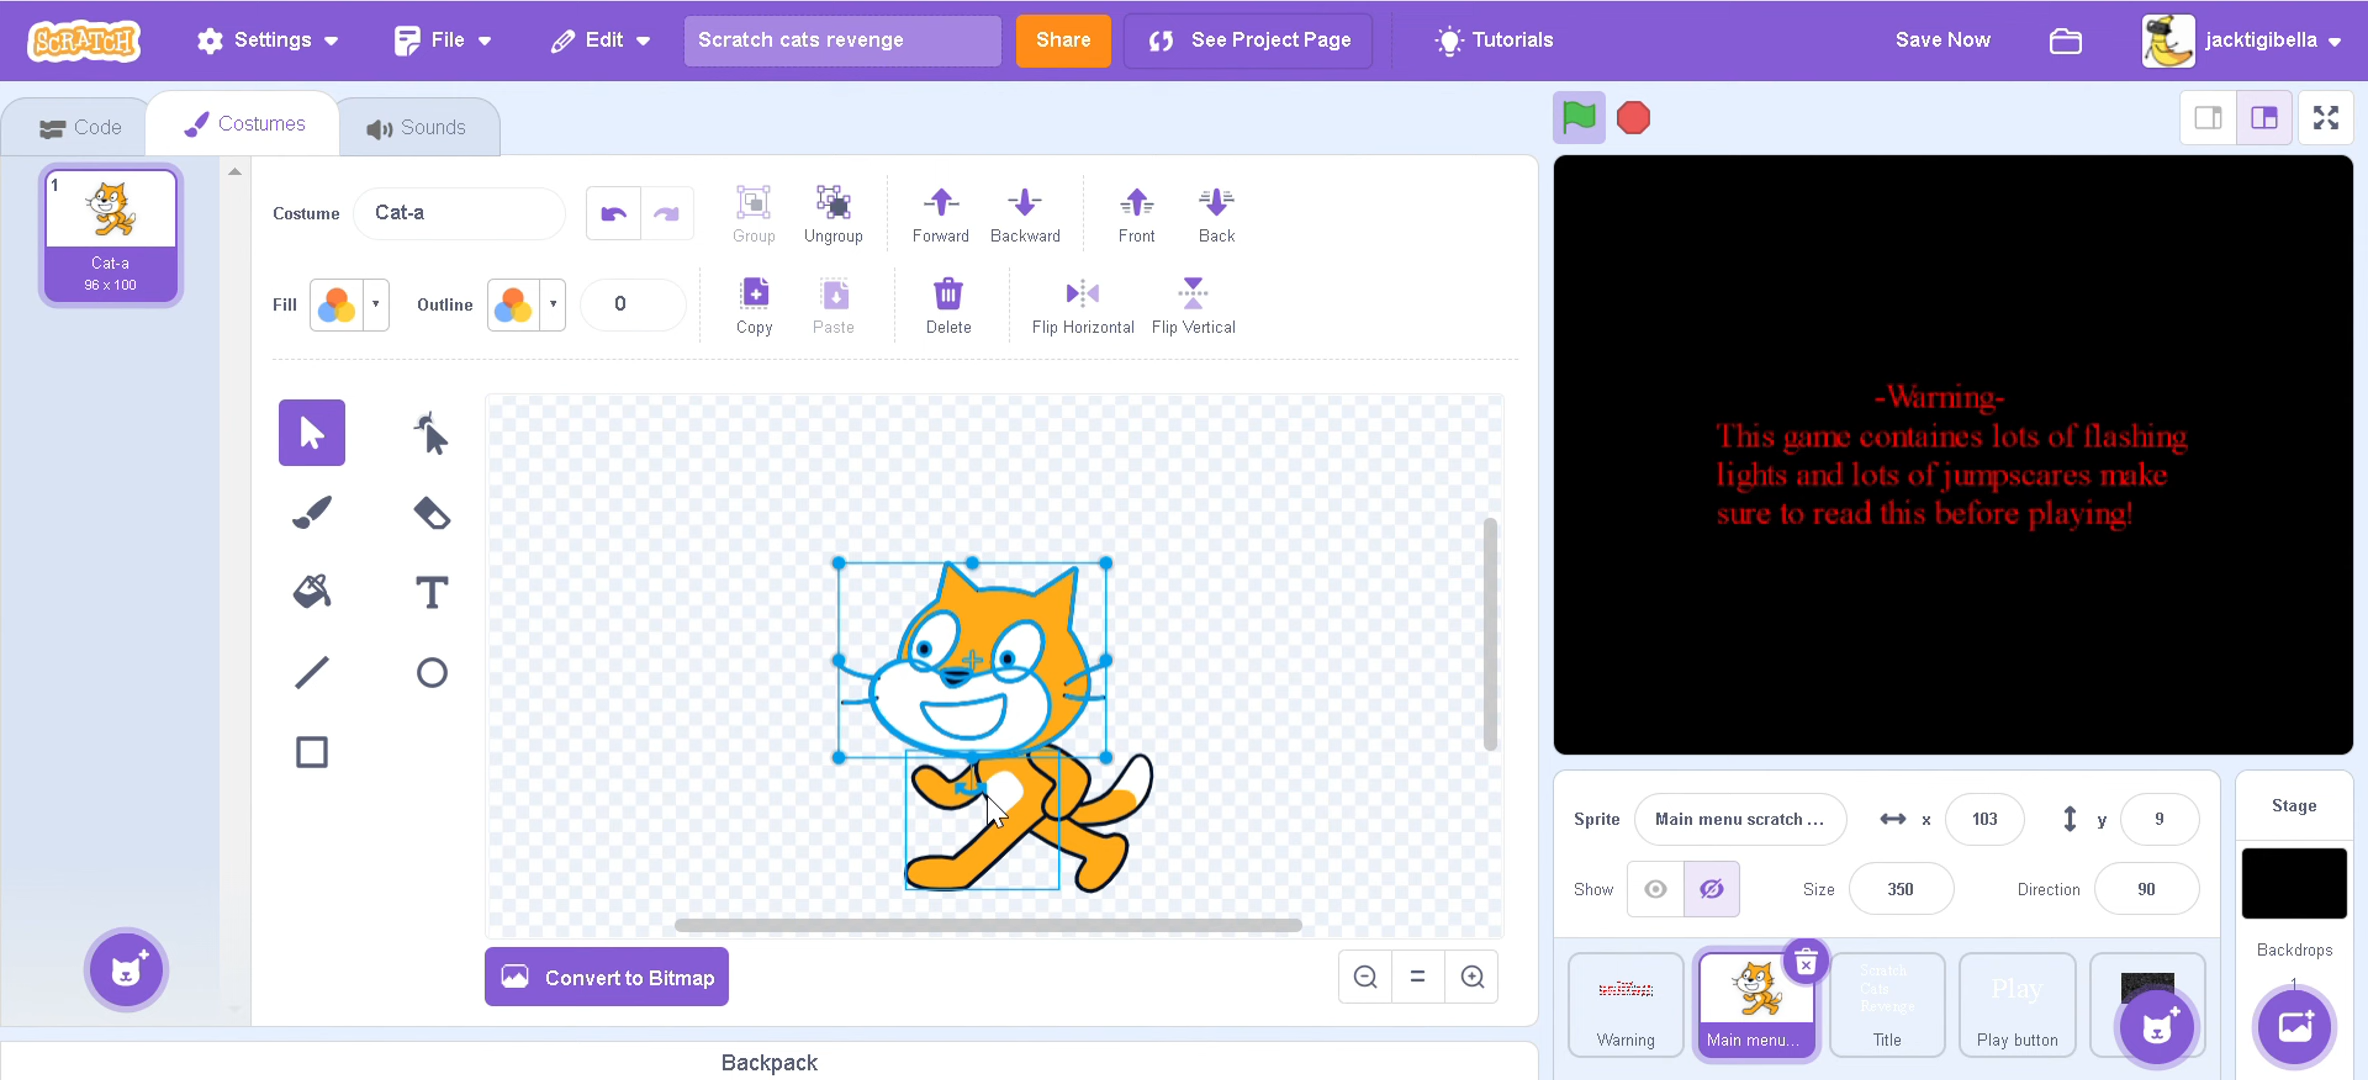 SCRATCH Settings File Edit Scratch cats revenge Share See Project Page Tutorials Save Now jacktigibella
Code Costumes Sounds
1
Cat-a
96 x 100
Costume Cat-a Group Ungroup Forward Backward Front Back
Fill Outline 0 Copy Paste Delete Flip Horizontal Flip Vertical
-Warning-
This game containes lots of flashing
lights and lots of jumpscares make
sure to read this before playing!
Convert to Bitmap
Backpack
Sprite Main menu scratch ... x 103 y 9
Show Size 350 Direction 90
Stage
Backdrops
1
Warning
Main menu...
Scratch
Cats
Revenge
Title
Play
Play button